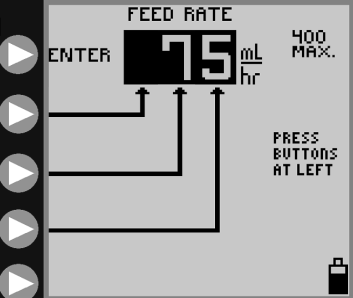 FEED RATE
ENTER 75 mL/hr
400
MAX.
PRESS
BUTTONS
AT LEFT